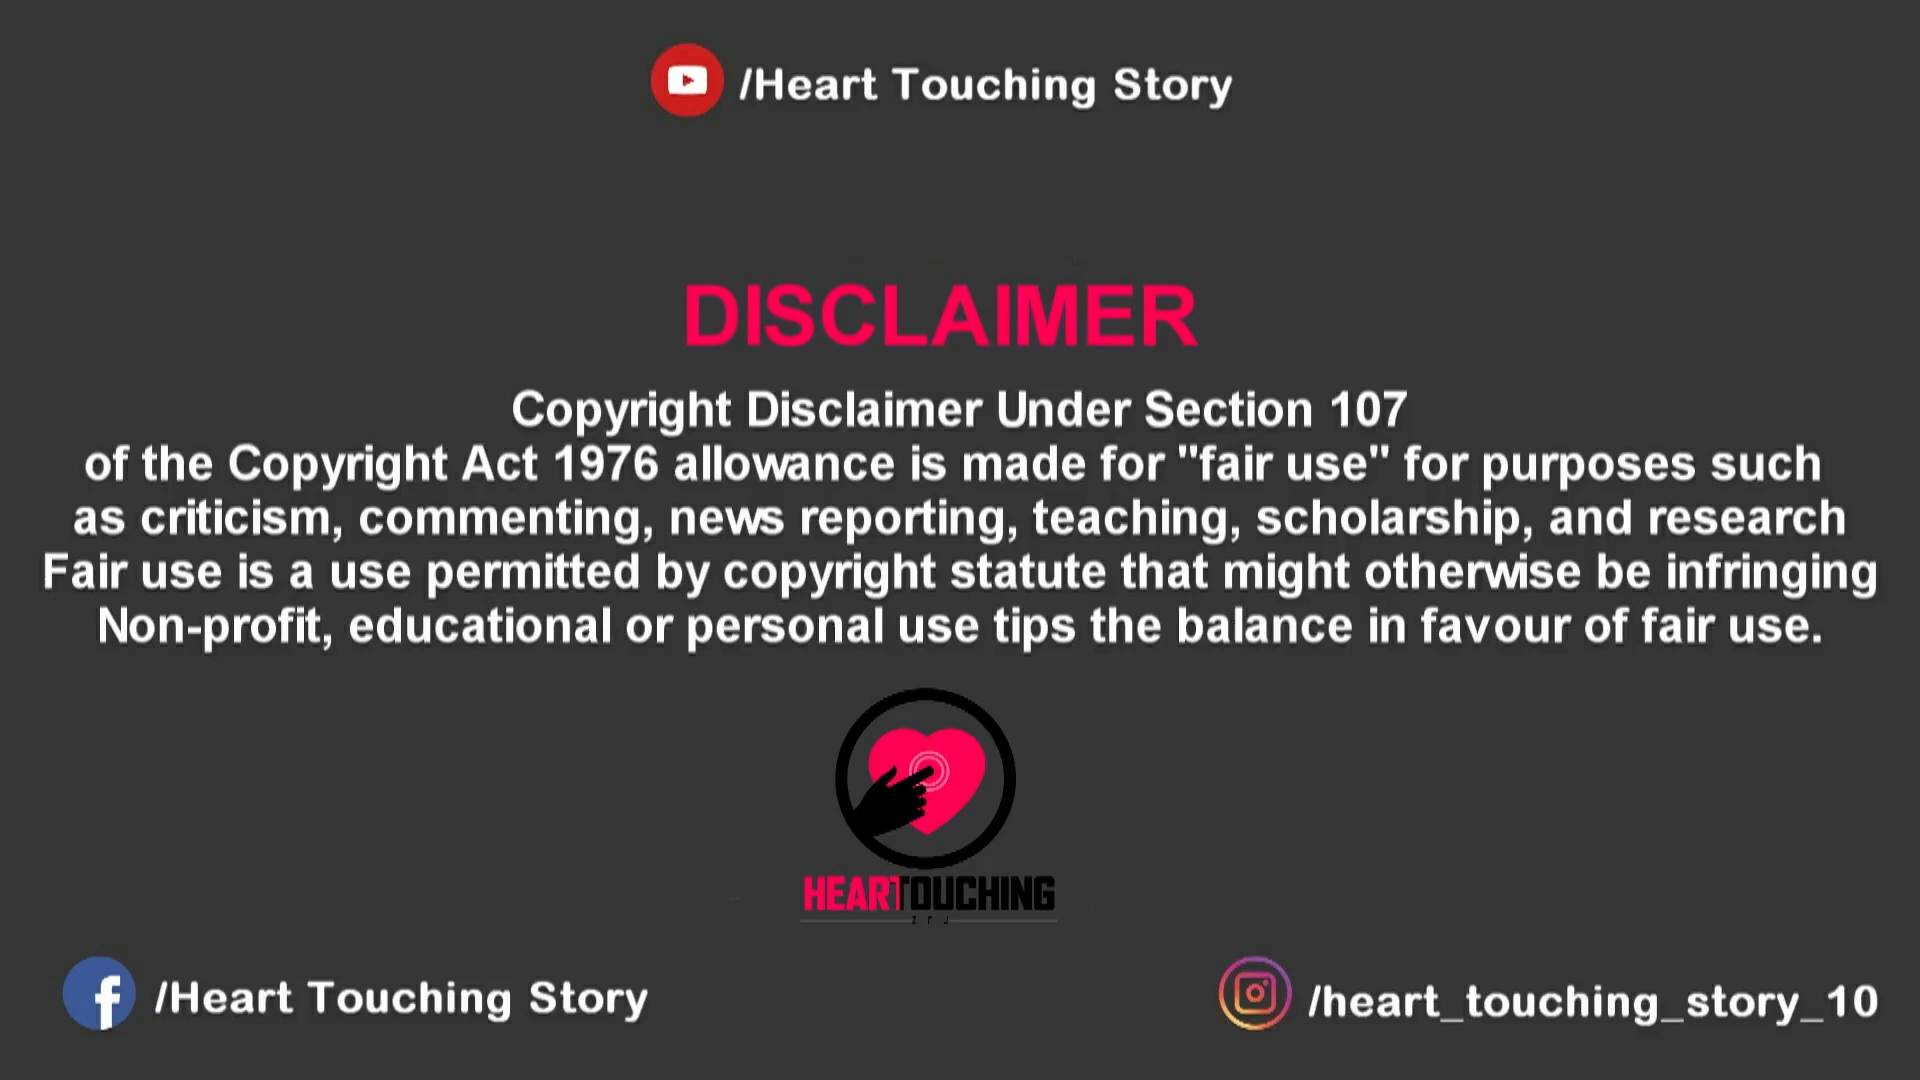 /Heart Touching Story
DISCLAIMER
Copyright Disclaimer Under Section 107
of the Copyright Act 1976 allowance is made for "fair use" for purposes such
as criticism, commenting, news reporting, teaching, scholarship, and research
Fair use is a use permitted by copyright statute that might otherwise be infringing
Non-profit, educational or personal use tips the balance in favour of fair use.
HEARTOUCHING
/Heart Touching Story
/heart_touching_story_10